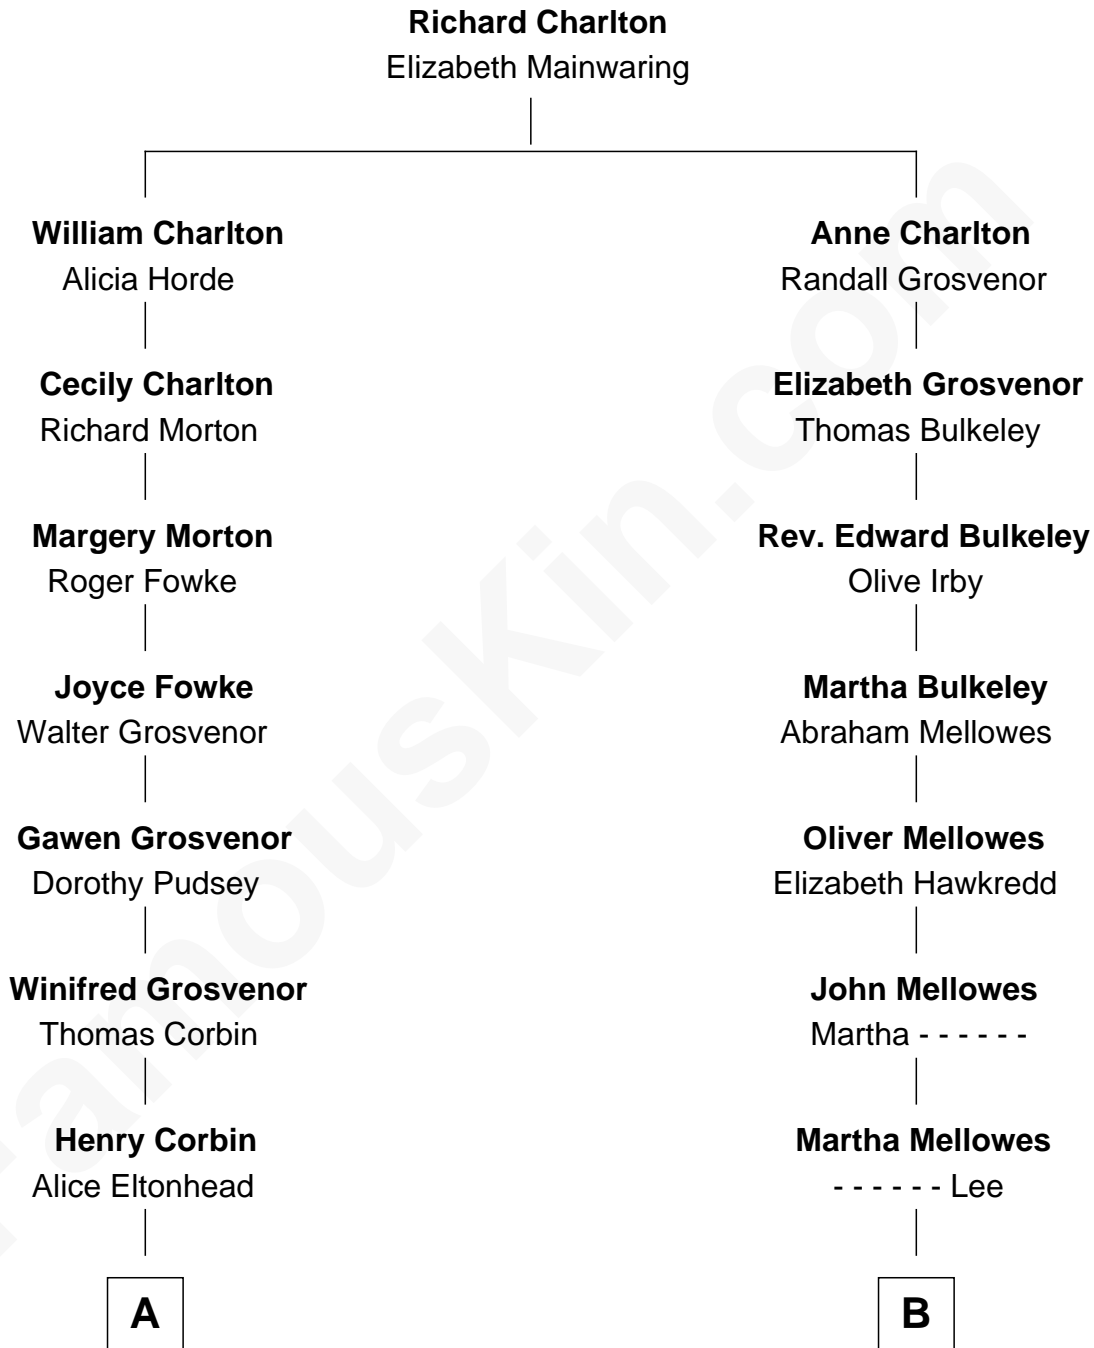 Richard Charlton
Elizabeth Mainwaring
William Charlton
Alicia Horde
Anne Charlton
Randall Grosvenor
Cecily Charlton
Richard Morton
Elizabeth Grosvenor
Thomas Bulkeley
Margery Morton
Roger Fowke
Rev. Edward Bulkeley
Olive Irby
Joyce Fowke
Walter Grosvenor
Martha Bulkeley
Abraham Mellowes
Gawen Grosvenor
Dorothy Pudsey
Oliver Mellowes
Elizabeth Hawkredd
Winifred Grosvenor
Thomas Corbin
John Mellowes
Martha - - - - - -
Henry Corbin
Alice Eltonhead
Martha Mellowes
- - - - - - Lee
A
B
FamousKin.com